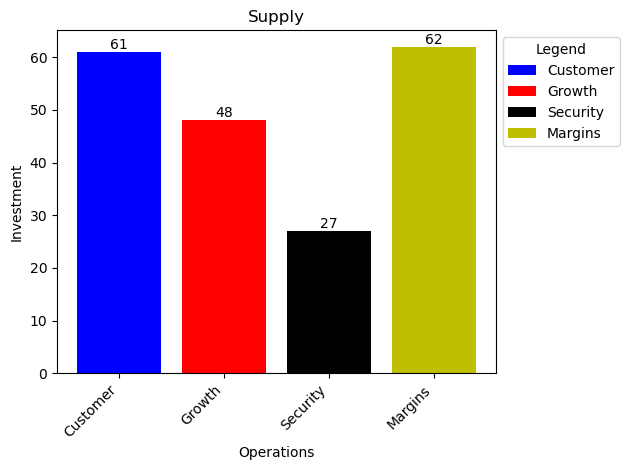 Supply
Investment
60
50
40
30
20
10
0
61
48
27
62
Customer
Growth
Security
Margins
Operations
Legend
Customer
Growth
Security
Margins